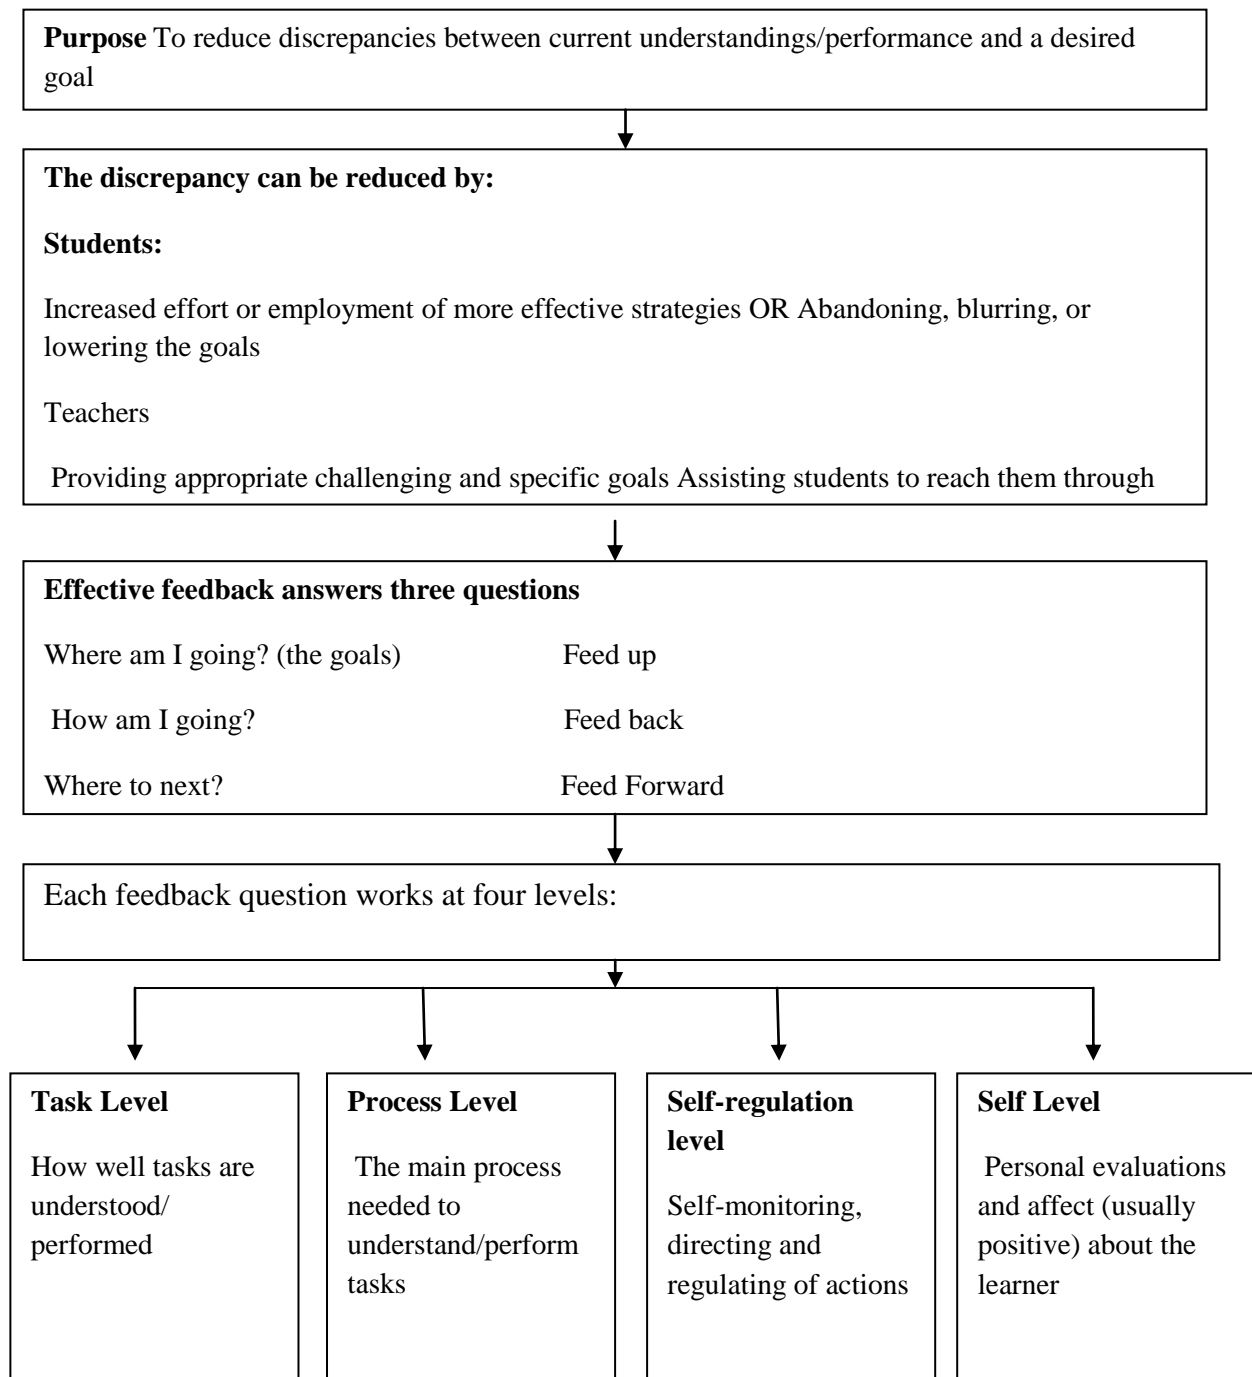 Purpose To reduce discrepancies between current understandings/performance and a desired
goal
The discrepancy can be reduced by:
Students:
Increased effort or employment of more effective strategies OR Abandoning, blurring, or
lowering the goals
Teachers
Providing appropriate challenging and specific goals Assisting students to reach them through
Effective feedback answers three questions
Where am I going? (the goals) Feed up
How am I going? Feed back
Where to next? Feed Forward
Each feedback question works at four levels:
Task Level
How well tasks are
understood/
performed
Process Level
The main process
needed to
understand/perform
tasks
Self-regulation
level
Self-monitoring,
directing and
regulating of actions
Self Level
Personal evaluations
and affect (usually
positive) about the
learner